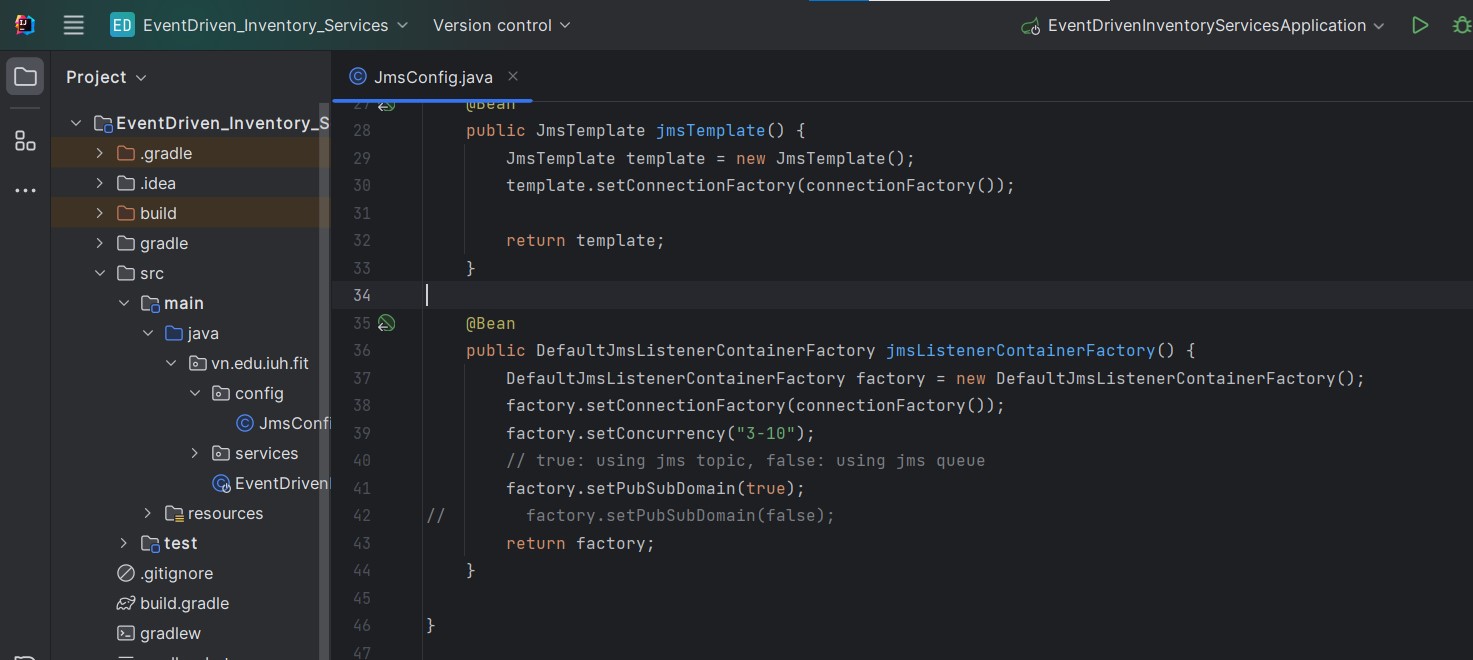 ED EventDriven_Inventory_Services Version control EventDrivenInventoryServicesApplication
Project
EventDriven_Inventory_S
.gradle
.idea
build
gradle
src
main
java
vn.edu.iuh.fit
config
JmsConfi
services
EventDriven
resources
test
.gitignore
build.gradle
gradlew
JmsConfig.java
27 @Bean
28 public JmsTemplate jmsTemplate() {
29 JmsTemplate template = new JmsTemplate();
30 template.setConnectionFactory(connectionFactory());
31
32 return template;
33 }
34
35 @Bean
36 public DefaultJmsListenerContainerFactory jmsListenerContainerFactory() {
37 DefaultJmsListenerContainerFactory factory = new DefaultJmsListenerContainerFactory();
38 factory.setConnectionFactory(connectionFactory());
39 factory.setConcurrency("3-10");
40 // true: using jms topic, false: using jms queue
41 factory.setPubSubDomain(true);
42 // factory.setPubSubDomain(false);
43 return factory;
44 }
45
46 }
47